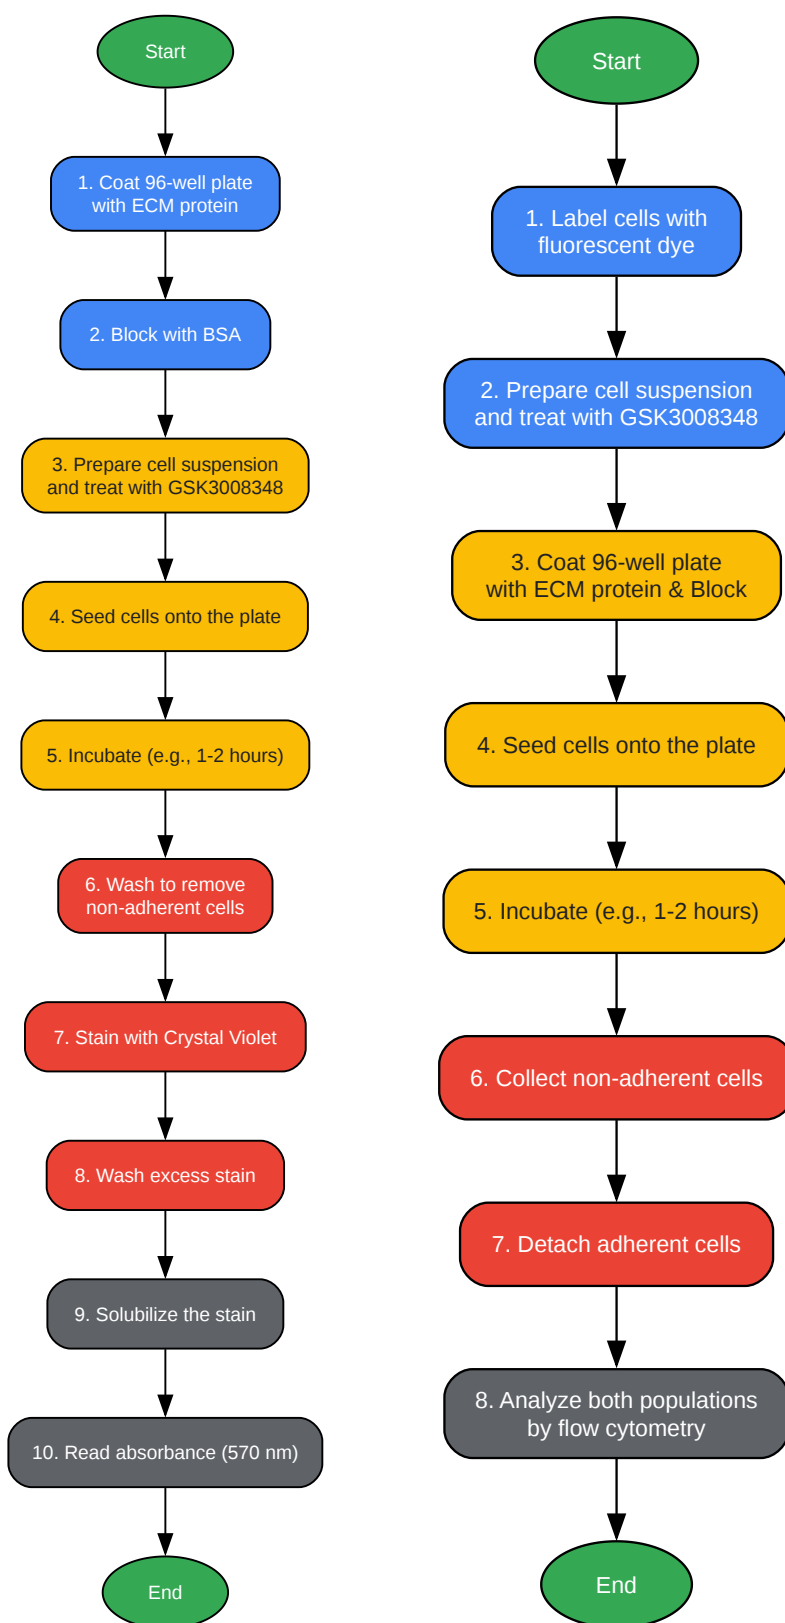 Start
1. Coat 96-well plate
with ECM protein
2. Block with BSA
3. Prepare cell suspension
and treat with GSK3008348
4. Seed cells onto the plate
5. Incubate (e.g., 1-2 hours)
6. Wash to remove
non-adherent cells
7. Stain with Crystal Violet
8. Wash excess stain
9. Solubilize the stain
10. Read absorbance (570 nm)
End
Start
1. Label cells with
fluorescent dye
2. Prepare cell suspension
and treat with GSK3008348
3. Coat 96-well plate
with ECM protein & Block
4. Seed cells onto the plate
5. Incubate (e.g., 1-2 hours)
6. Collect non-adherent cells
7. Detach adherent cells
8. Analyze both populations
by flow cytometry
End